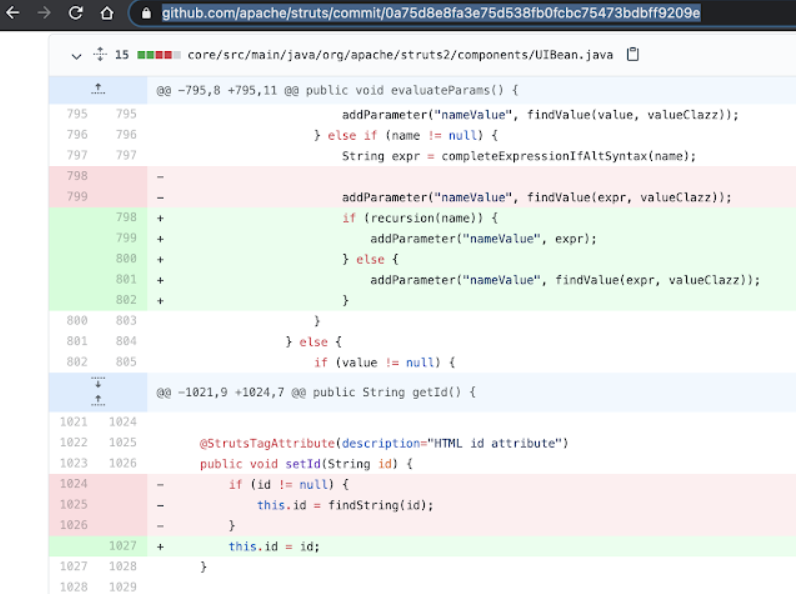 github.com/apache/struts/commit/0a75d8e8fa3e75d538fb0fcbc75473bdbff9209e
15 core/src/main/java/org/apache/struts2/components/UIBean.java
@@ -795,8 +795,11 @@ public void evaluateParams() {
795 795 addParameter("nameValue", findValue(value, valueClazz));
796 796 } else if (name != null) {
797 797 String expr = completeExpressionIfAltSyntax(name);
798 -
799 - addParameter("nameValue", findValue(expr, valueClazz));
798 + if (recursion(name)) {
799 + addParameter("nameValue", expr);
800 + } else {
801 + addParameter("nameValue", findValue(expr, valueClazz));
802 + }
800 803 }
801 804 } else {
802 805 if (value != null) {
@@ -1021,9 +1024,7 @@ public String getId() {
1021 1024
1022 1025 @StrutsTagAttribute(description="HTML id attribute")
1023 1026 public void setId(String id) {
1024 - if (id != null) {
1025 - this.id = findString(id);
1026 - }
1027 + this.id = id;
1027 1028 }
1028 1029